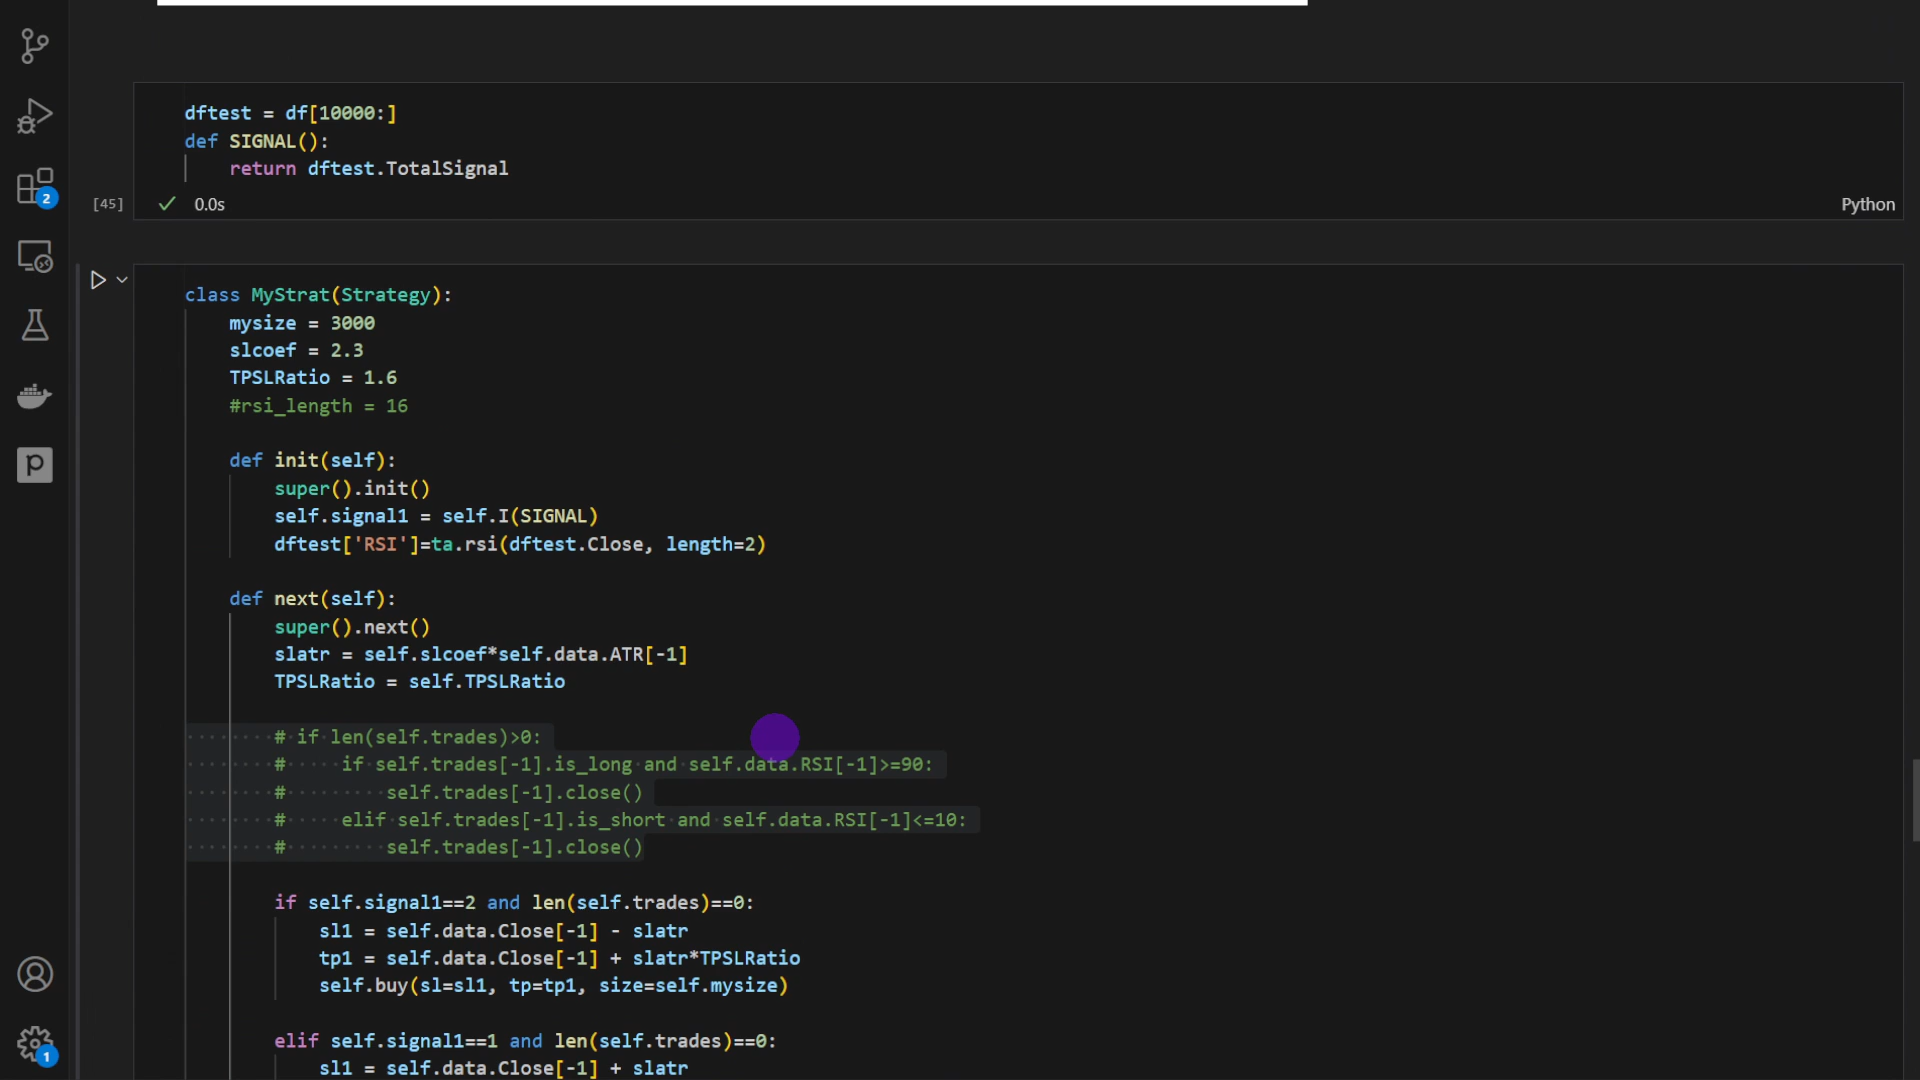 dftest = df[10000:]
def SIGNAL():
    return dftest.TotalSignal
[45]
0.0s
Python
class MyStrat(Strategy):
    mysize = 3000
    slcoef = 2.3
    TPSLRatio = 1.6
    #rsi_length = 16
    def init(self):
        super().init()
        self.signal1 = self.I(SIGNAL)
        dftest['RSI']=ta.rsi(dftest.Close, length=2)
    def next(self):
        super().next()
        slatr = self.slcoef*self.data.ATR[-1]
        TPSLRatio = self.TPSLRatio
        # if len(self.trades)>0:
        #     if self.trades[-1].is_long and self.data.RSI[-1]>=90:
        #         self.trades[-1].close()
        #     elif self.trades[-1].is_short and self.data.RSI[-1]<=10:
        #         self.trades[-1].close()
        if self.signal1==2 and len(self.trades)==0:
            sl1 = self.data.Close[-1] - slatr
            tp1 = self.data.Close[-1] + slatr*TPSLRatio
            self.buy(sl=sl1, tp=tp1, size=self.mysize)
        elif self.signal1==1 and len(self.trades)==0:
            sl1 = self.data.Close[-1] + slatr
2
1